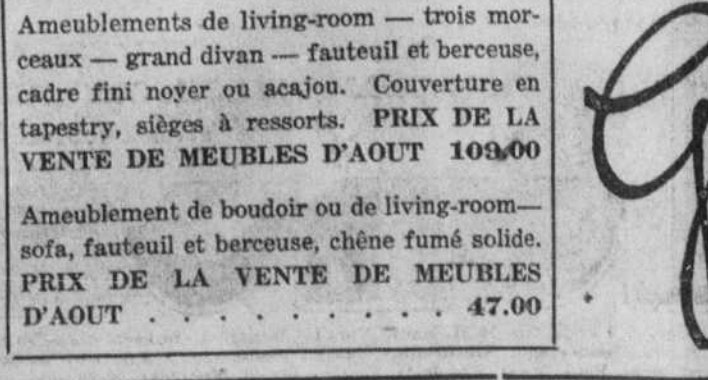 Ameublements de living-room — trois mor-
ceaux — grand divan — fauteuil et berceuse,
cadre fini noyer ou acajou. Couverture en
tapestry, sièges à ressorts. PRIX DE LA
VENTE DE MEUBLES D'AOUT 109.00
Ameublement de boudoir ou de living-room—
sofa, fauteuil et berceuse, chêne fumé solide.
PRIX DE LA VENTE DE MEUBLES
D'AOUT . . . . . . . . . 47.00